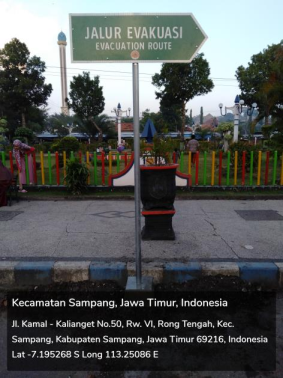 JALUR EVAKUASI
EVACUATION ROUTE
Kecamatan Sampang, Jawa Timur, Indonesia
Jl. Kamal - Kalianget No.50, Rw. VI, Rong Tengah, Kec.
Sampang, Kabupaten Sampang, Jawa Timur 69216, Indonesia
Lat -7.195268 S Long 113.25086 E